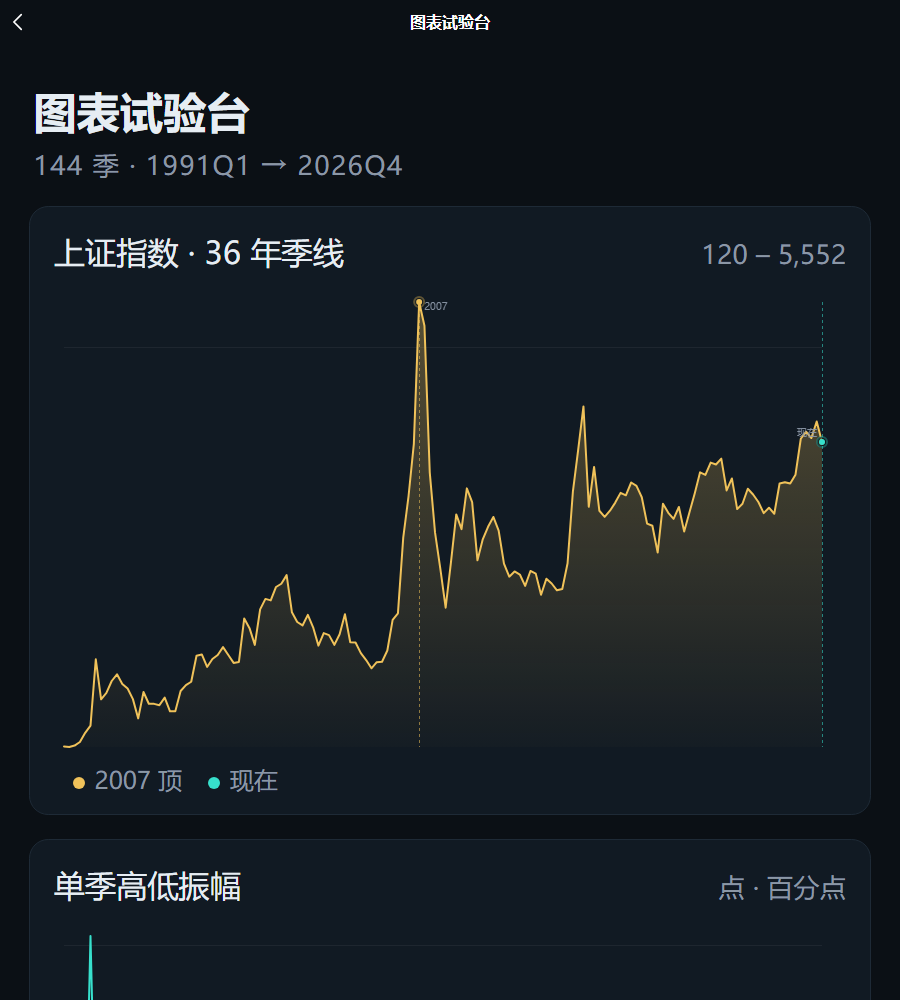 图表试验台
图表试验台
144 季 · 1991Q1 → 2026Q4
上证指数 · 36 年季线
120 – 5,552
2007
现在
2007 顶
现在
单季高低振幅
点 · 百分点